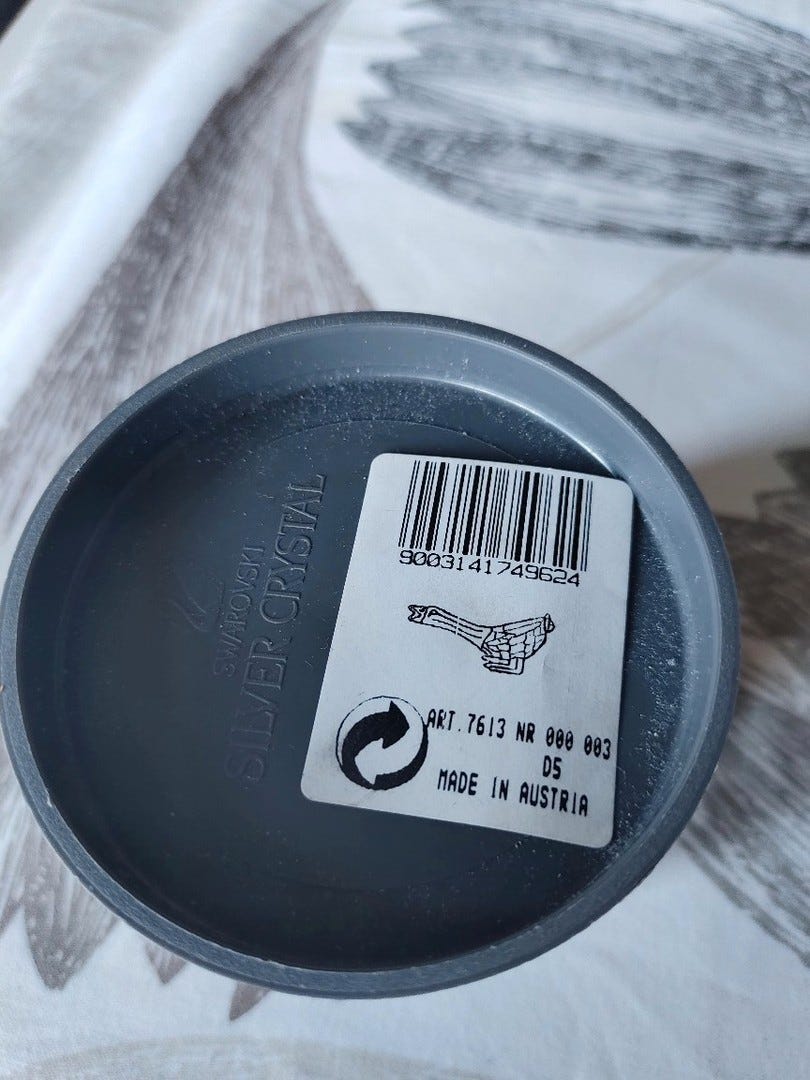 SWAROVSKI
SILVER CRYSTAL
9003141749624
ART.7613 NR 000 003
D5
MADE IN AUSTRIA